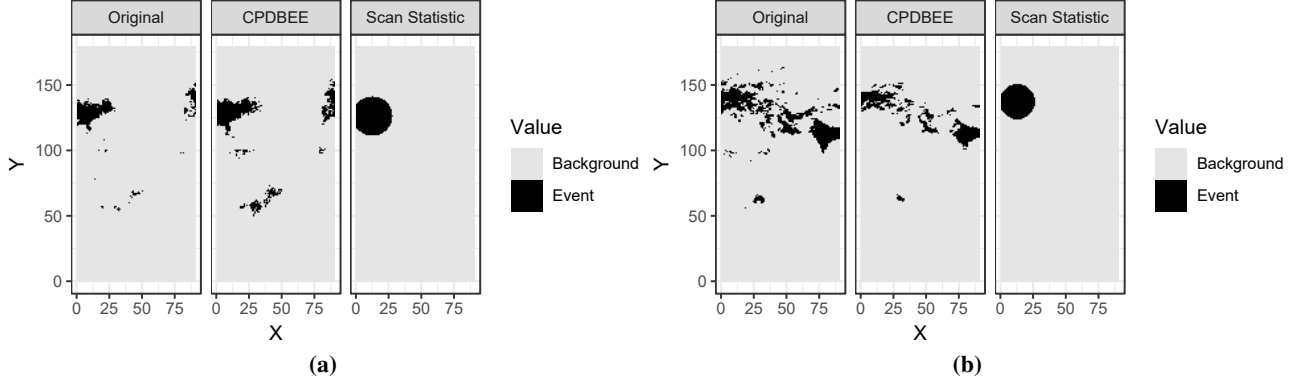 Original CPDBEE Scan Statistic
150
100
50
0
Y
0 25 50 75 0 25 50 75 0 25 50 75
X
Value
Background
Event
(a)
Original CPDBEE Scan Statistic
150
100
50
0
Y
0 25 50 75 0 25 50 75 0 25 50 75
X
Value
Background
Event
(b)